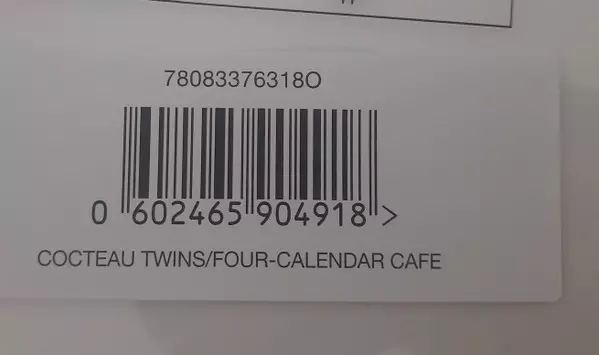 78083376318O
0 602465 904918 >
COCTEAU TWINS/FOUR-CALENDAR CAFE